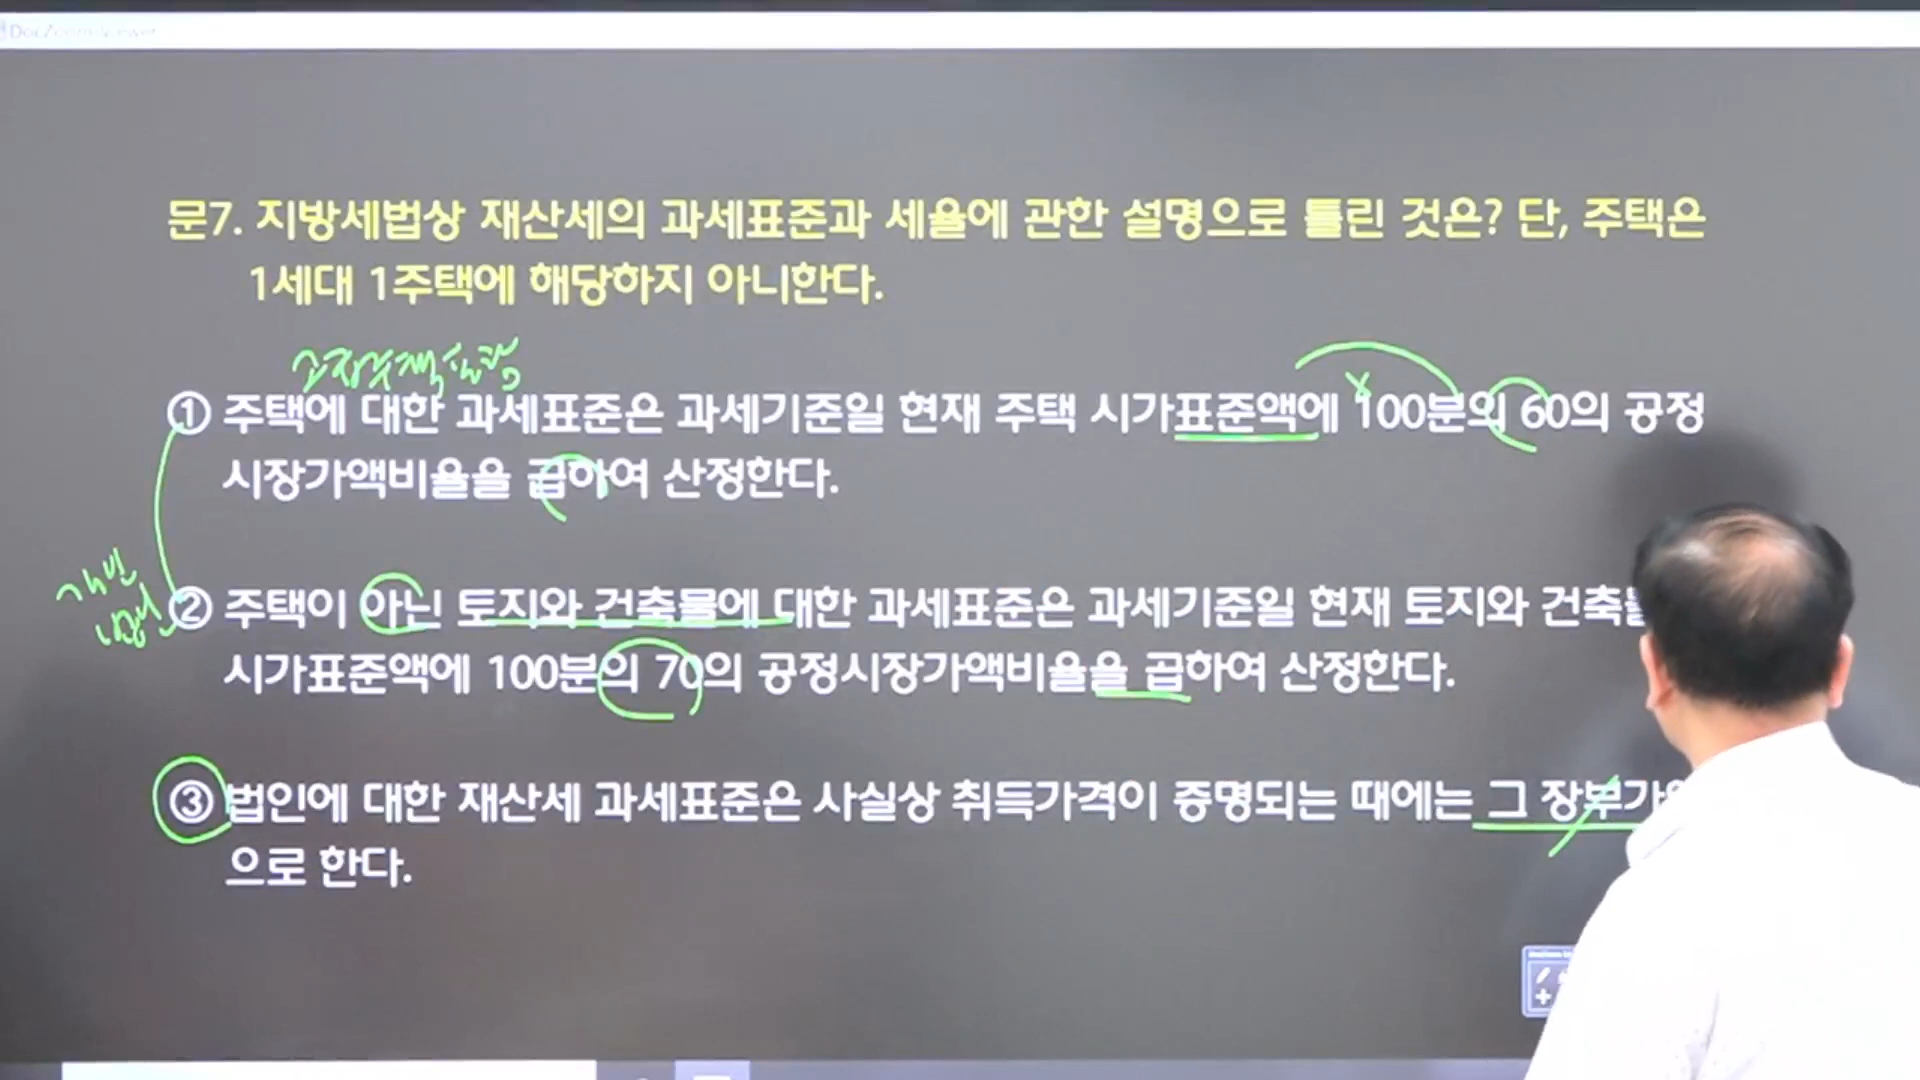 DocZoom Viewer
문7. 지방세법상 재산세의 과세표준과 세율에 관한 설명으로 틀린 것은? 단, 주택은
1세대 1주택에 해당하지 아니한다.
① 주택에 대한 과세표준은 과세기준일 현재 주택 시가표준액에 100분의 60의 공정
시장가액비율을 곱하여 산정한다.
② 주택이 아닌 토지와 건축물에 대한 과세표준은 과세기준일 현재 토지와 건축
시가표준액에 100분의 70의 공정시장가액비율을 곱하여 산정한다.
개인
법인
③ 법인에 대한 재산세 과세표준은 사실상 취득가격이 증명되는 때에는 그 장부가
으로 한다.